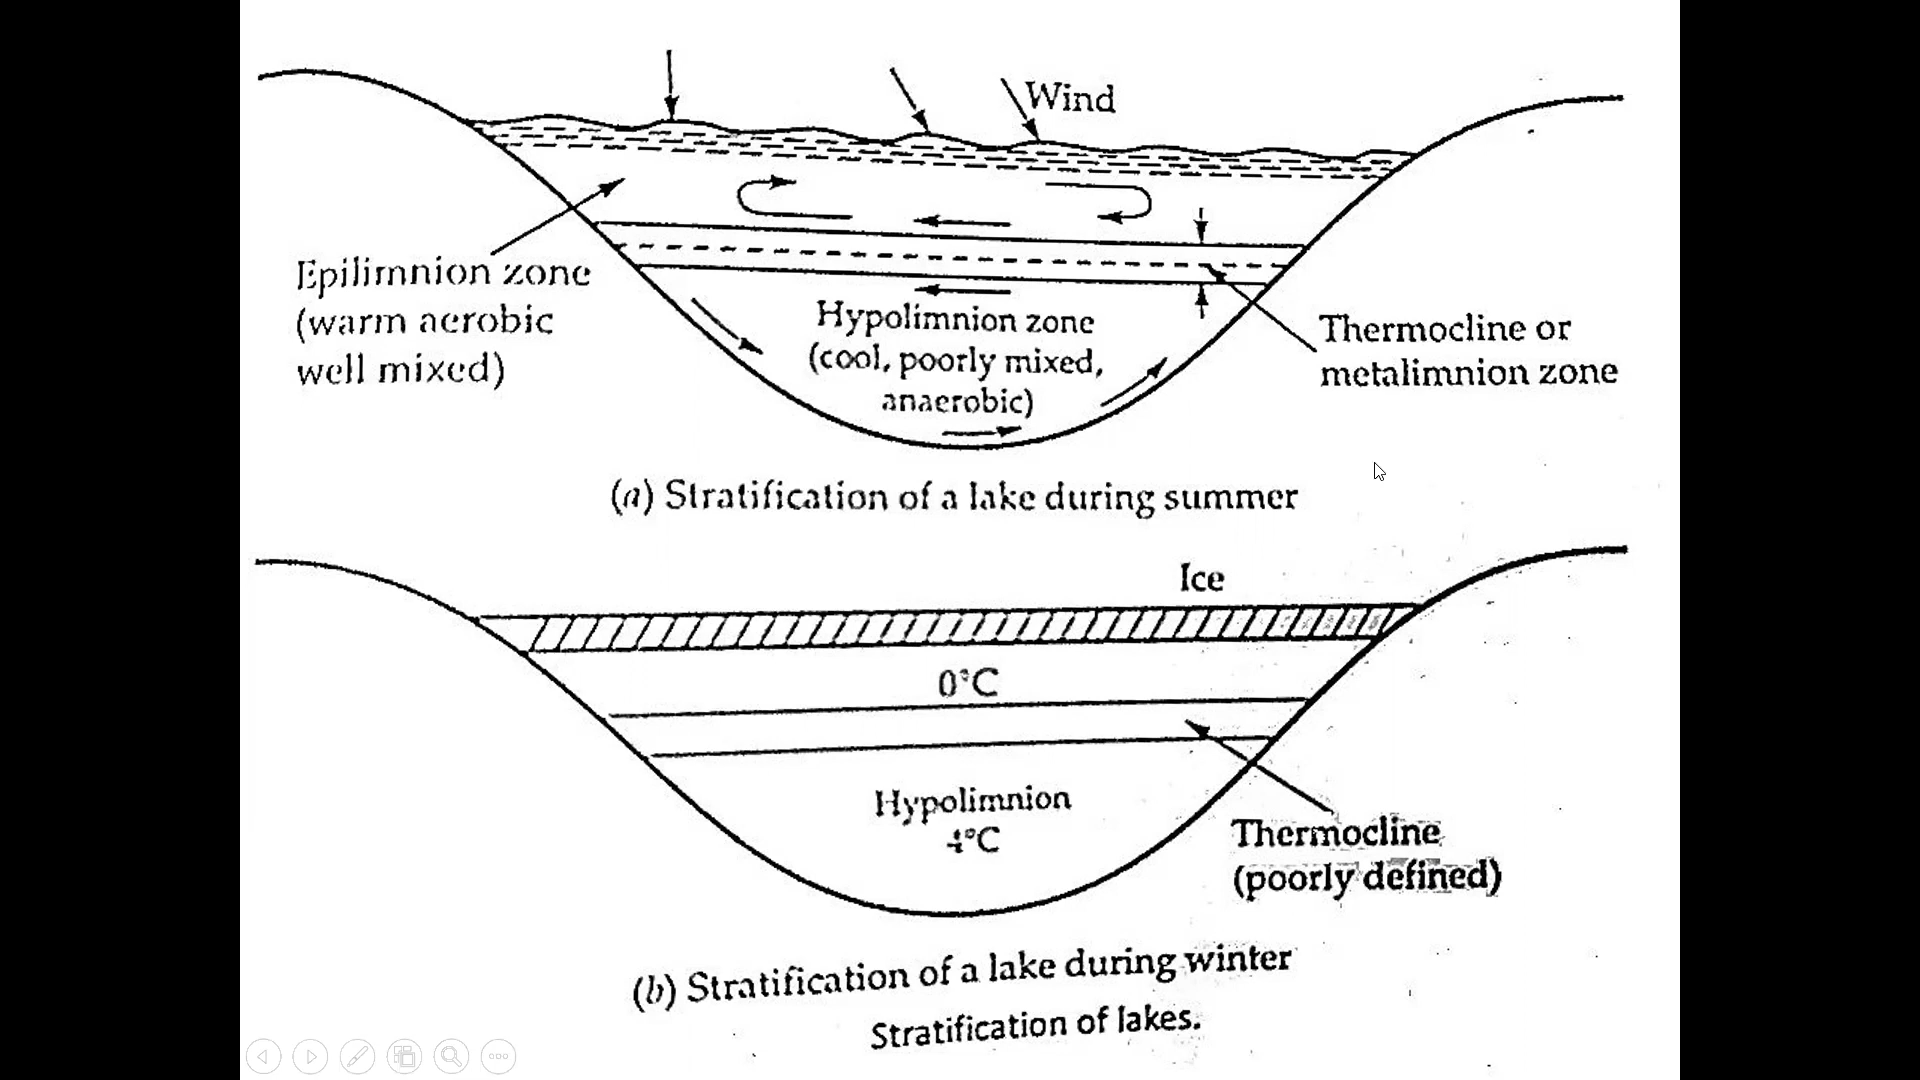 Wind
Epilimnion zone
(warm aerobic
well mixed)
Hypolimnion zone
(cool, poorly mixed,
anaerobic)
Thermocline or
metalimnion zone
(a) Stratification of a lake during summer
Ice
0°C
Hypolimnion
4°C
Thermocline
(poorly defined)
(b) Stratification of a lake during winter
Stratification of lakes.